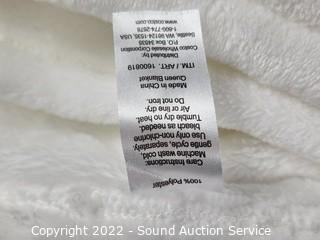 100% Polyester
Care Instructions:
Machine wash cold,
gentle cycle, separately.
Use only non-chlorine
bleach as needed.
Tumble dry no heat.
Air or line dry.
Do not Iron.
Queen Blanket
Made in China
ITM. / ART. 1600819
Costco Wholesale Corporation
P.O. Box 34535
Seattle, WA 98124-1535, USA
1-800-774-2678
www.costco.com
Copyright © 2022 - Sound Auction Service